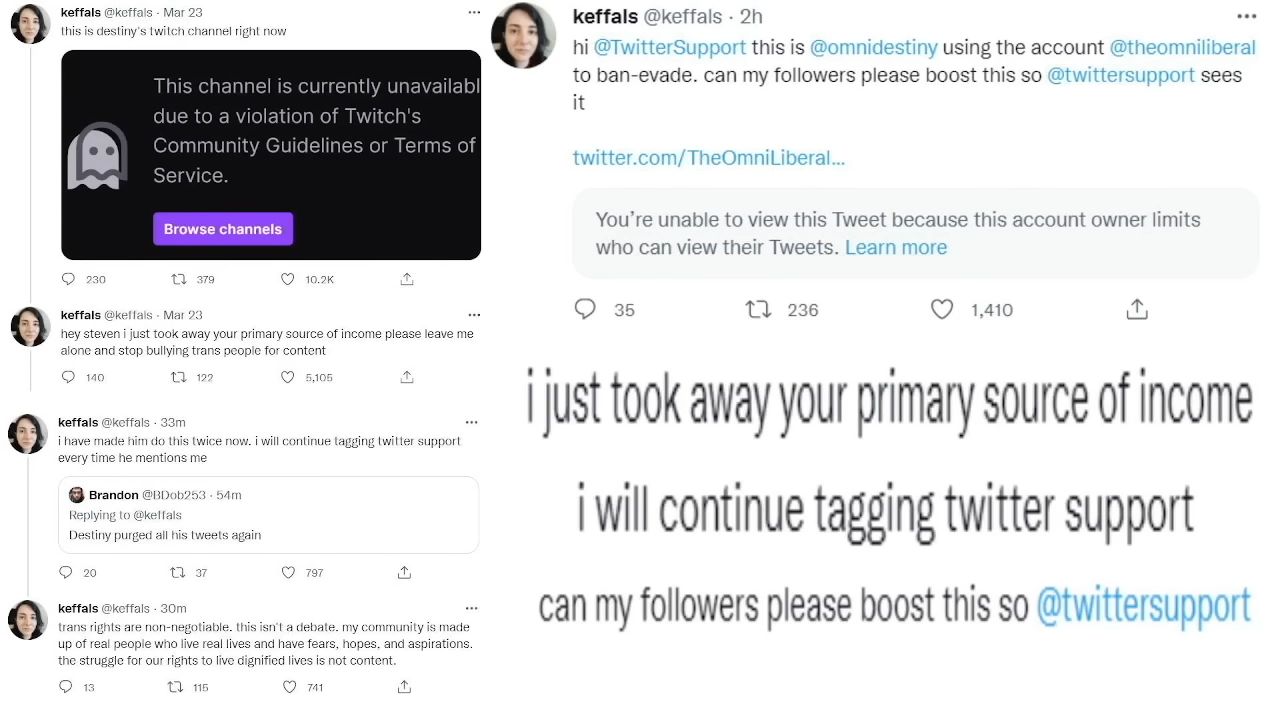 keffals @keffals · Mar 23
this is destiny's twitch channel right now
This channel is currently unavailabl
due to a violation of Twitch's
Community Guidelines or Terms of
Service.
Browse channels
230 379 10.2K
keffals @keffals · Mar 23
hey steven i just took away your primary source of income please leave me
alone and stop bullying trans people for content
140 122 5,105
keffals @keffals · 33m
i have made him do this twice now. i will continue tagging twitter support
every time he mentions me
Brandon @BDob253 · 54m
Replying to @keffals
Destiny purged all his tweets again
20 37 797
keffals @keffals · 30m
trans rights are non-negotiable. this isn't a debate. my community is made
up of real people who live real lives and have fears, hopes, and aspirations.
the struggle for our rights to live dignified lives is not content.
13 115 741
keffals @keffals · 2h
hi @TwitterSupport this is @omnidestiny using the account @theomniliberal
to ban-evade. can my followers please boost this so @twittersupport sees
it
twitter.com/TheOmniLiberal...
You're unable to view this Tweet because this account owner limits
who can view their Tweets. Learn more
35 236 1,410
i just took away your primary source of income
i will continue tagging twitter support
can my followers please boost this so @twittersupport